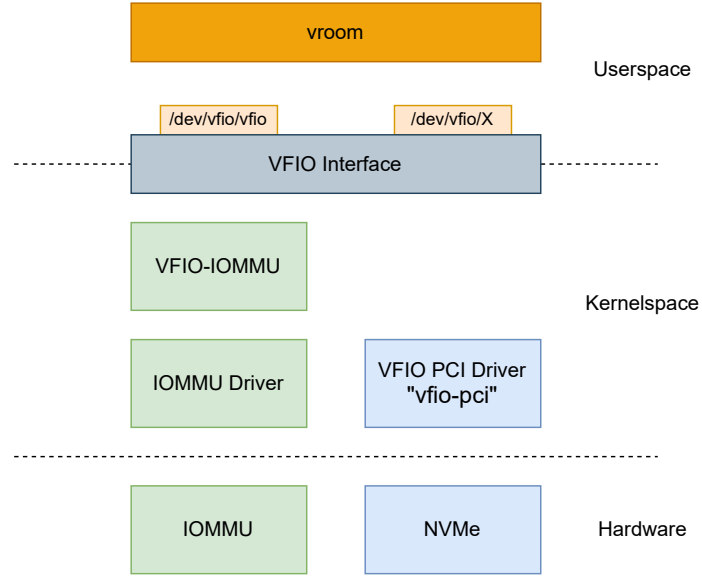 vroom
Userspace
/dev/vfio/vfio
/dev/vfio/X
VFIO Interface
VFIO-IOMMU
Kernelspace
IOMMU Driver
VFIO PCI Driver
"vfio-pci"
IOMMU
NVMe
Hardware